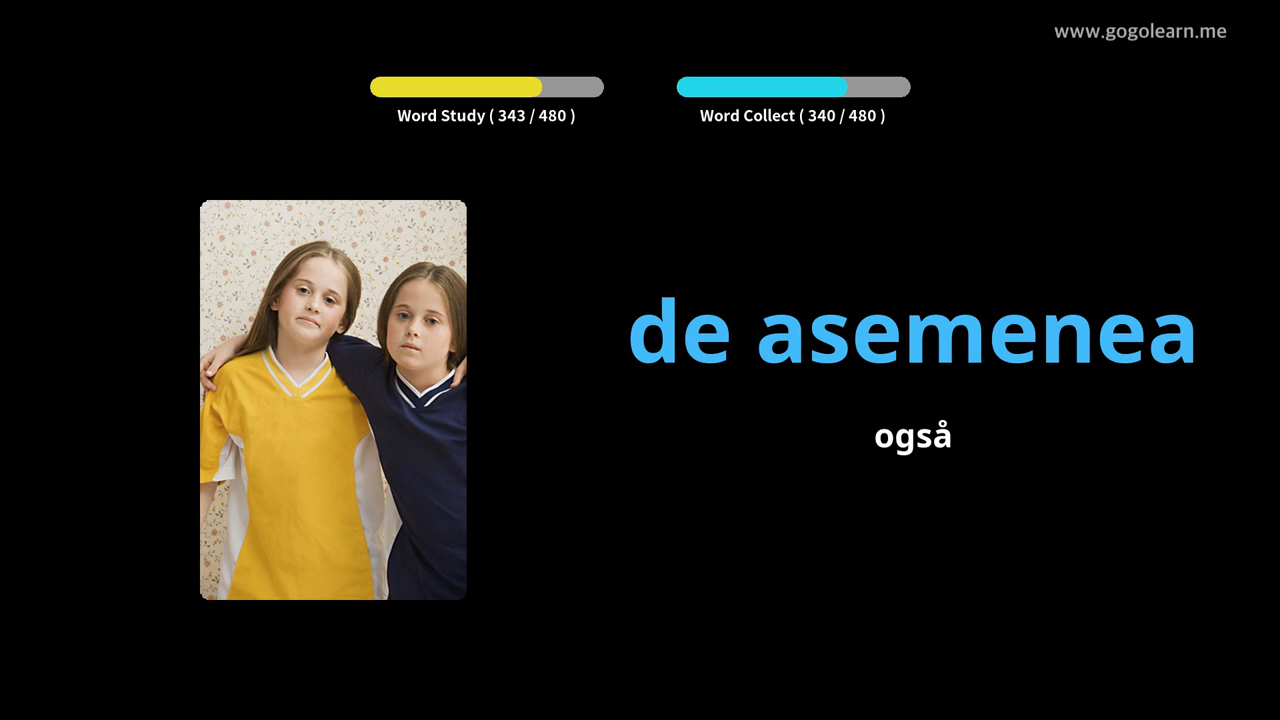 www.gogolearn.me
Word Study ( 343 / 480 )
Word Collect ( 340 / 480 )
de asemenea
også